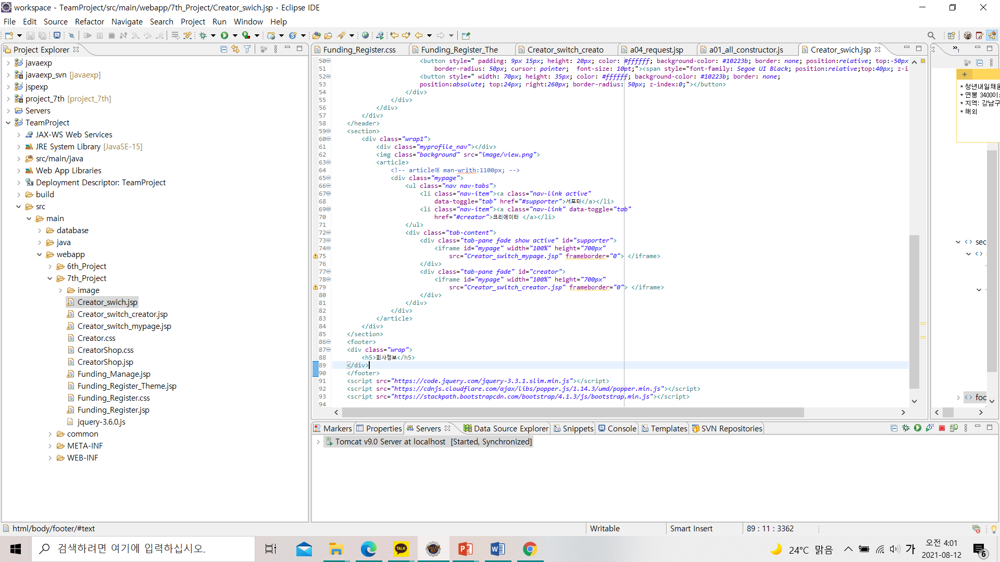 workspace - TeamProject/src/main/webapp/7th_Project/Creator_swich.jsp - Eclipse IDE
File Edit Source Refactor Navigate Search Project Run Window Help
Project Explorer
javaexp
javaexp_svn [javaexp]
jspexp
project_7th [project_7th]
Servers
TeamProject
JAX-WS Web Services
JRE System Library [JavaSE-15]
src/main/java
Web App Libraries
Deployment Descriptor: TeamProject
build
src
main
database
java
webapp
6th_Project
7th_Project
image
Creator_swich.jsp
Creator_switch_creator.jsp
Creator_switch_mypage.jsp
Creator.css
CreatorShop.css
CreatorShop.jsp
Funding_Manage.jsp
Funding_Register_Theme.jsp
Funding_Register.css
Funding_Register.jsp
jquery-3.6.0.js
common
META-INF
WEB-INF
Funding_Register.css Funding_Register_The Creator_switch_creato a04_request.jsp a01_all_constructor.js Creator_swich.jsp
50 <button style=" padding: 9px 15px; height: 20px; color: #ffffff; background-color: #10223b; border: none; position:relative; top:-50px
51 border-radius: 50px; cursor: pointer;  font-size: 10pt;"><span style="font-family: Segoe UI Black; position:relative;top:40px; z-i
52 <button style=" width: 70px; height: 35px; color: #ffffff; background-color: #10223b; border: none;
53 position:absolute; top:24px; right:260px; border-radius: 50px; z-index:0;"></button>
54 </div>
55 </div>
56 </div>
57 </div>
58 </header>
59 <section>
60 <div class="wrap1">
61 <div class="myprofile_nav"></div>
62 <img class="background" src="image/view.png">
63 <article>
64 <!-- article에 man-writh:1100px; -->
65 <div class="mypage">
66 <ul class="nav nav-tabs">
67 <li class="nav-item"><a class="nav-link active"
68 data-toggle="tab" href="#supporter">서프터</a></li>
69 <li class="nav-item"><a class="nav-link" data-toggle="tab"
70 href="#creator">크리에이터 </a></li>
71 </ul>
72 <div class="tab-content">
73 <div class="tab-pane fade show active" id="supporter">
74 <iframe id="mypage" width="100%" height="700px"
75 src="Creator_switch_mypage.jsp" frameborder="0"> </iframe>
76 </div>
77 <div class="tab-pane fade" id="creator">
78 <iframe id="mypage" width="100%" height="700px"
79 src="Creator_switch_creator.jsp" frameborder="0"> </iframe>
80 </div>
81 </div>
82 </div>
83 </article>
84 </div>
85 </section>
86 <footer>
87 <div class="wrap">
88 <h5>회사정보</h5>
89 </div>
90 </footer>
91 <script src="https://code.jquery.com/jquery-3.3.1.slim.min.js"></script>
92 <script src="https://cdnjs.cloudflare.com/ajax/libs/popper.js/1.14.3/umd/popper.min.js"></script>
93 <script src="https://stackpath.bootstrapcdn.com/bootstrap/4.1.3/js/bootstrap.min.js"></script>
94
* 청년내일채움
* 연봉 3400이상
* 지역: 강남구
* 해외
sec
foo
Markers Properties Servers Data Source Explorer Snippets Console Templates SVN Repositories
Tomcat v9.0 Server at localhost [Started, Synchronized]
html/body/footer/#text Writable Smart Insert 89 : 11 : 3362
검색하려면 여기에 입력하십시오.
TALK
24°C 맑음
가
오전 4:01
2021-08-12
6